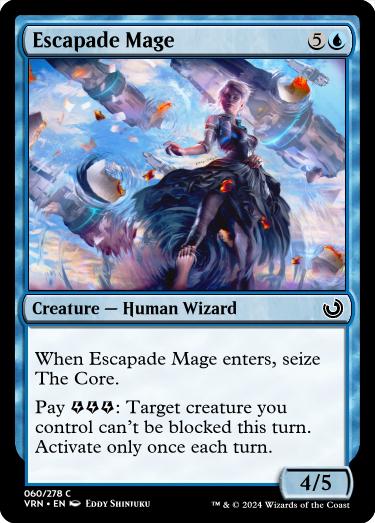 Escapade Mage 5
Creature — Human Wizard
When Escapade Mage enters, seize
The Core.
Pay : Target creature you
control can't be blocked this turn.
Activate only once each turn.
4/5
060/278 C
VRN • EN Eddy Shinjuku
™ & © 2024 Wizards of the Coast